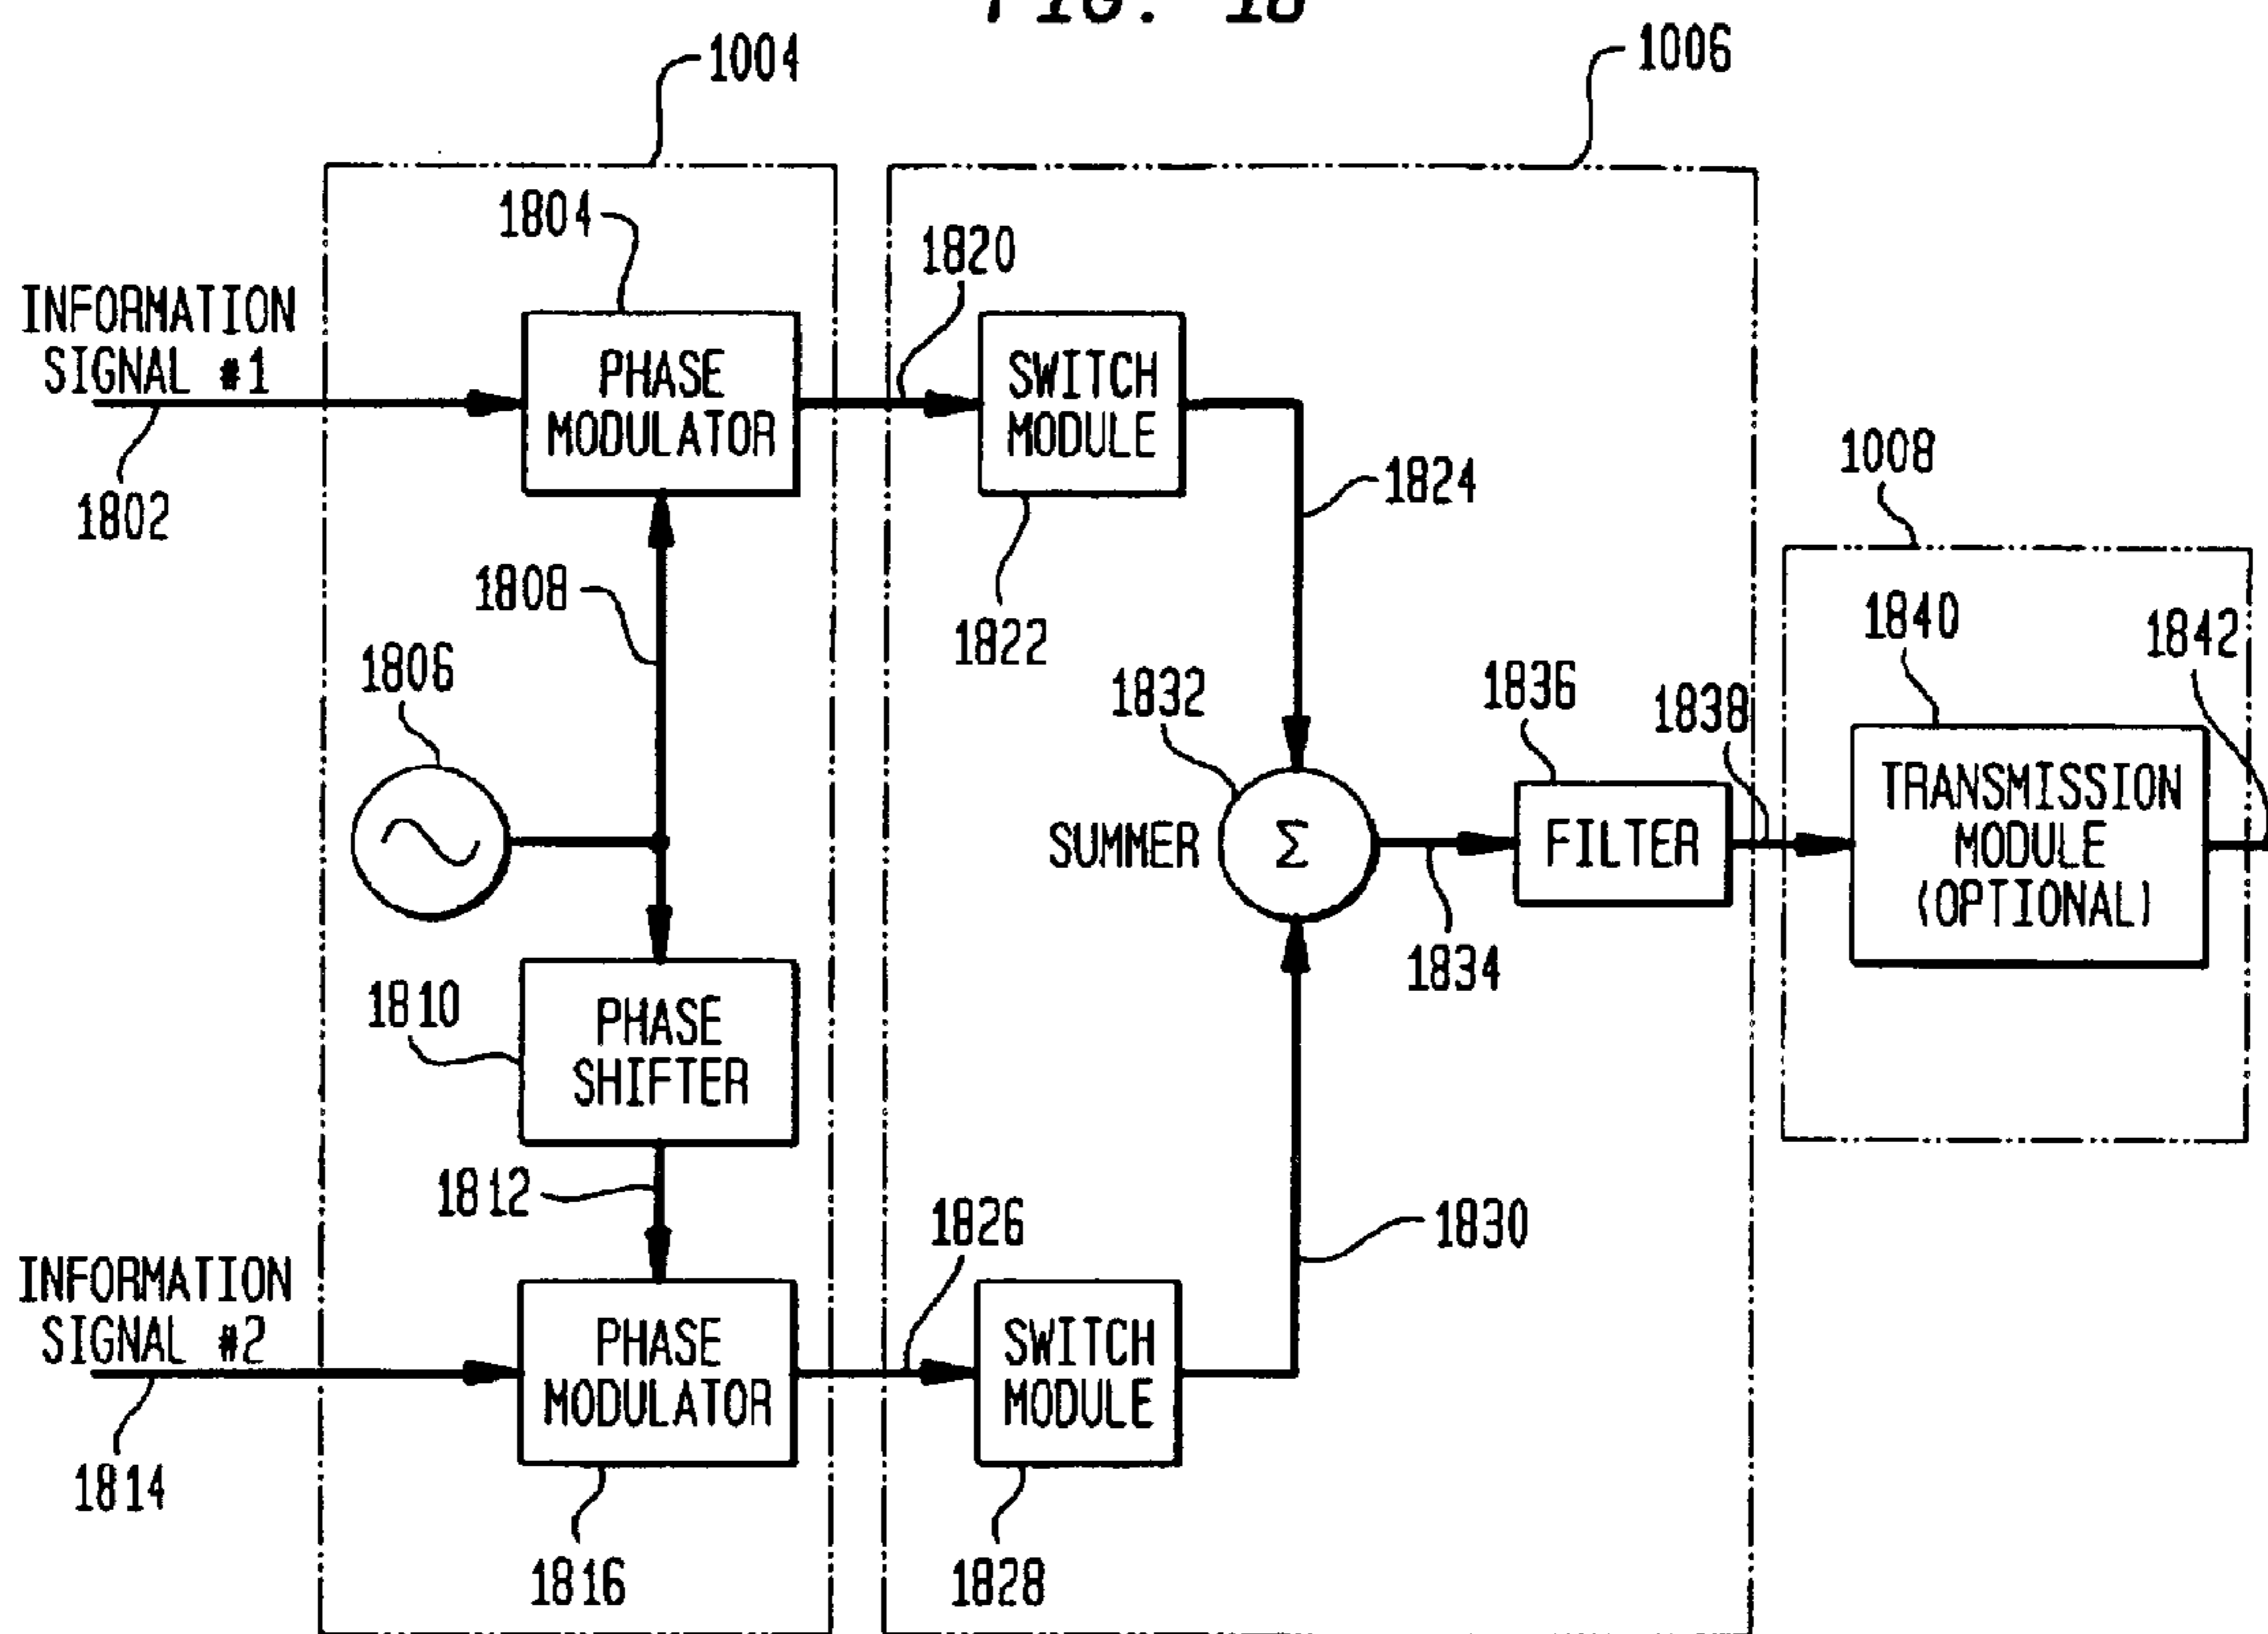 FIG. 18
1004
1006
1804
1820
INFORMATION
SIGNAL #1
PHASE
MODULATOR
SWITCH
MODULE
1802
1824
1008
1808
1822
1840
1842
1806
1832
1836
1838
SUMMER
Σ
FILTER
TRANSMISSION
MODULE
(OPTIONAL)
1834
1810
PHASE
SHIFTER
1812
1826
1830
INFORMATION
SIGNAL #2
PHASE
MODULATOR
SWITCH
MODULE
1814
1816
1828